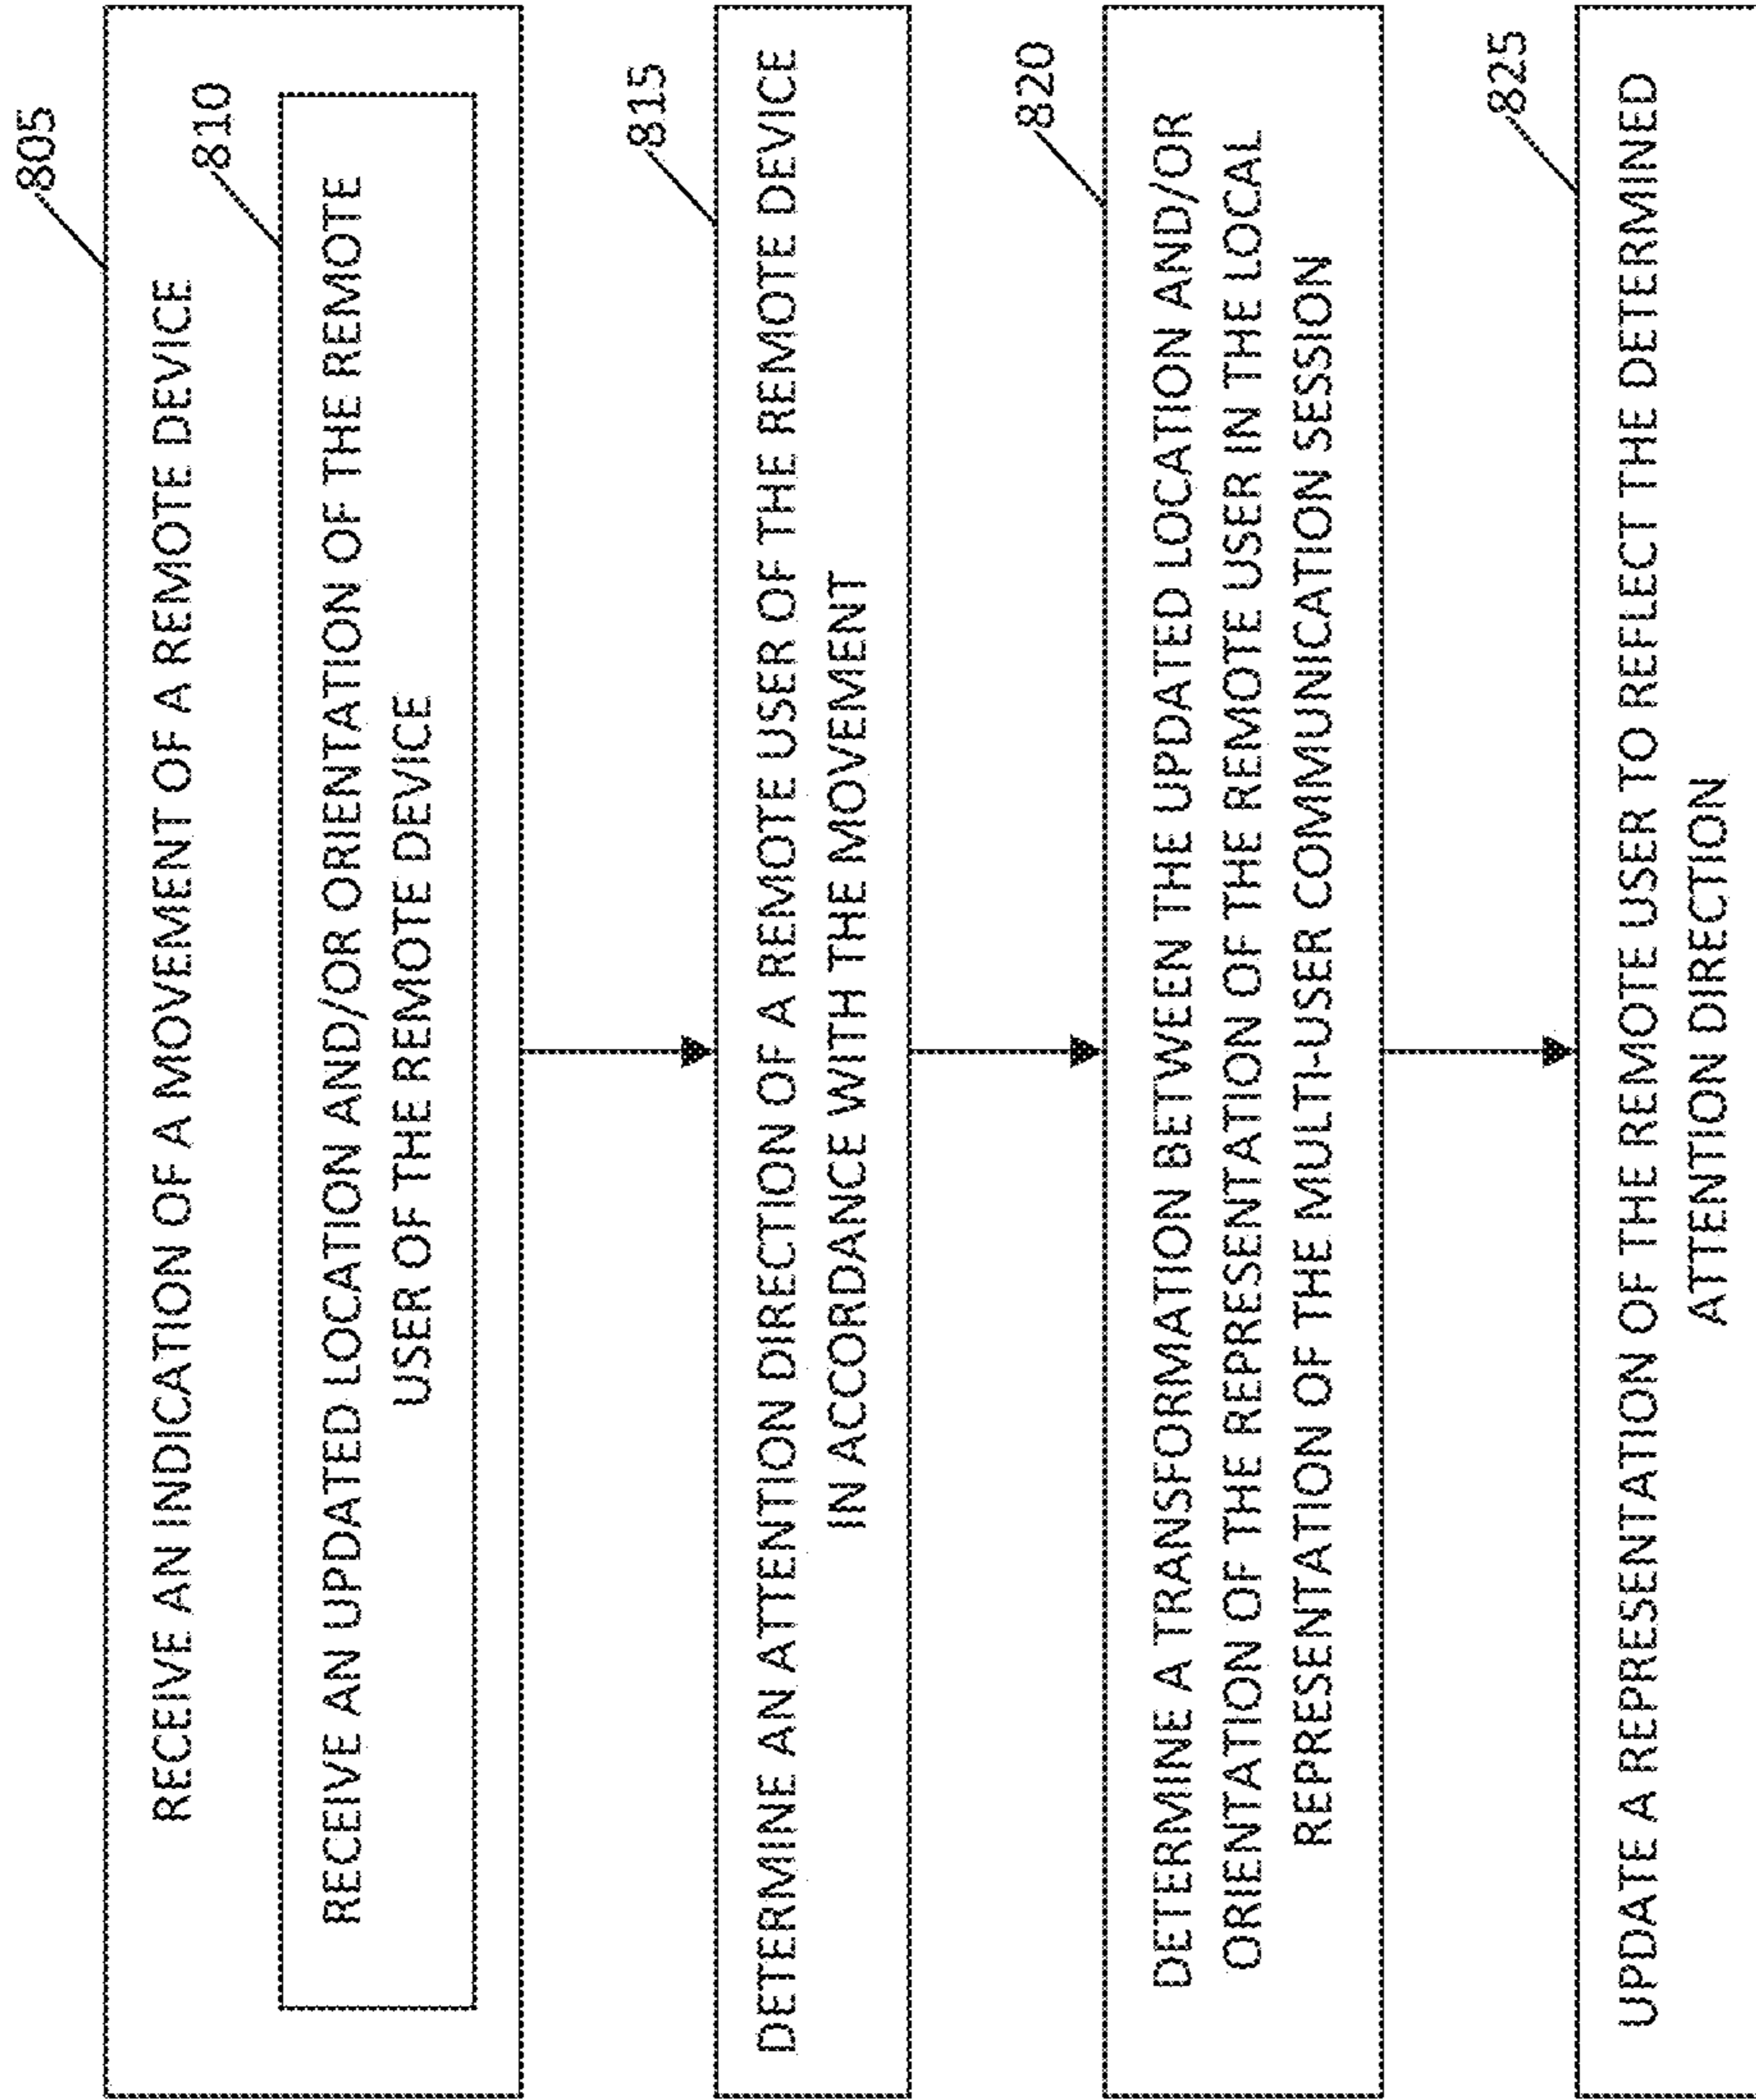 805
RECEIVE AN INDICATION OF A MOVEMENT OF A REMOTE DEVICE
810
RECEIVE AN UPDATED LOCATION AND/OR ORIENTATION OF THE REMOTE
USER OF THE REMOTE DEVICE
815
DETERMINE AN ATTENTION DIRECTION OF A REMOTE USER OF THE REMOTE DEVICE
IN ACCORDANCE WITH THE MOVEMENT
820
DETERMINE A TRANSFORMATION BETWEEN THE UPDATED LOCATION AND/OR
ORIENTATION OF THE REPRESENTATION OF THE REMOTE USER IN THE LOCAL
REPRESENTATION OF THE MULTI-USER COMMUNICATION SESSION
825
UPDATE A REPRESENTATION OF THE REMOTE USER TO REFLECT THE DETERMINED
ATTENTION DIRECTION